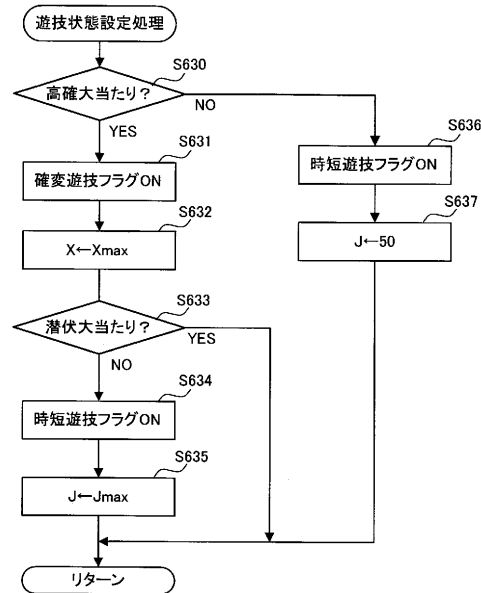 遊技状態設定処理
S630
高確大当たり？
NO
YES
S631
確変遊技フラグON
S632
X←Xmax
S633
潜伏大当たり？
YES
NO
S634
時短遊技フラグON
S635
J←Jmax
S636
時短遊技フラグON
S637
J←50
リターン